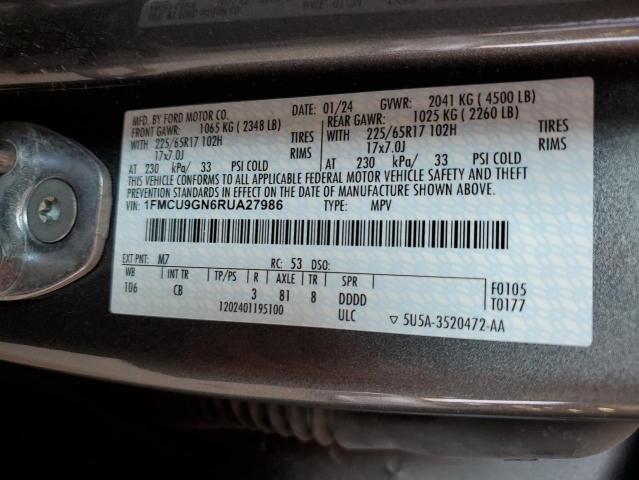 MFD. BY FORD MOTOR CO.
01/24 GVWR: 2041 KG ( 4500 LB)
FRONT GAWR: 1065 KG ( 2348 LB)
REAR GAWR: 1025 KG ( 2260 LB)
WITH 225/65R17 102H TIRES
225/65R17 102H TIRES
17x7.0J RIMS
17x7.0J RIMS
AT 230 kPa/ 33 PSI COLD
AT 230 kPa/ 33 PSI COLD
THIS VEHICLE CONFORMS TO ALL APPLICABLE FEDERAL MOTOR VEHICLE SAFETY AND THEFT
PREVENTION STANDARDS IN EFFECT ON THE DATE OF MANUFACTURE SHOWN ABOVE.
VIN: 1FMCU9GN6RUA27986 TYPE: MPV
EXT PNT: M7 RC: 53 DSO:
WB INT TR TP/PS R AXLE TR SPR F0105
106 CB 3 81 8 DDDD T0177
1202401195100 ULC ▽ 5U5A-3520472-AA